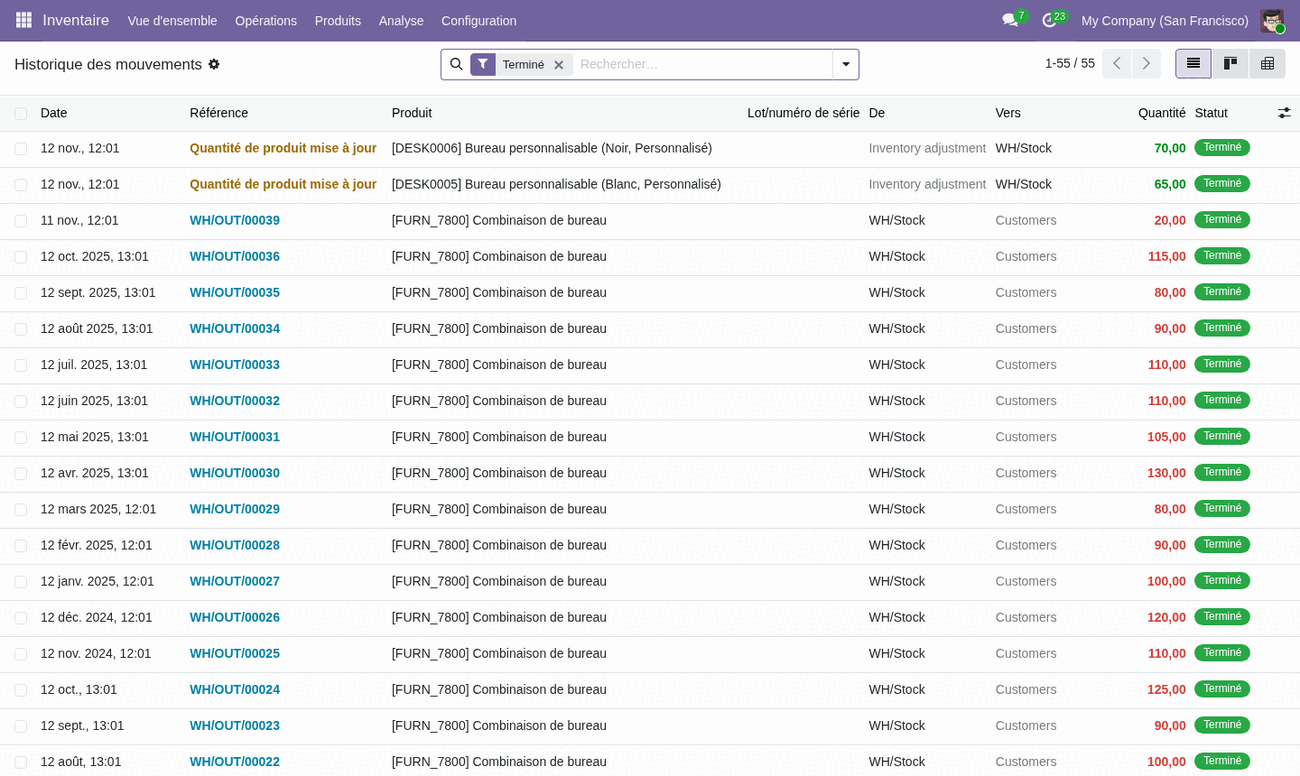 Inventaire Vue d'ensemble Opérations Produits Analyse Configuration 7 23 My Company (San Francisco)
Historique des mouvements Terminé Rechercher... 1-55 / 55
Date Référence Produit Lot/numéro de série De Vers Quantité Statut
12 nov., 12:01 Quantité de produit mise à jour [DESK0006] Bureau personnalisable (Noir, Personnalisé) Inventory adjustment WH/Stock 70,00 Terminé
12 nov., 12:01 Quantité de produit mise à jour [DESK0005] Bureau personnalisable (Blanc, Personnalisé) Inventory adjustment WH/Stock 65,00 Terminé
11 nov., 12:01 WH/OUT/00039 [FURN_7800] Combinaison de bureau WH/Stock Customers 20,00 Terminé
12 oct. 2025, 13:01 WH/OUT/00036 [FURN_7800] Combinaison de bureau WH/Stock Customers 115,00 Terminé
12 sept. 2025, 13:01 WH/OUT/00035 [FURN_7800] Combinaison de bureau WH/Stock Customers 80,00 Terminé
12 août 2025, 13:01 WH/OUT/00034 [FURN_7800] Combinaison de bureau WH/Stock Customers 90,00 Terminé
12 juil. 2025, 13:01 WH/OUT/00033 [FURN_7800] Combinaison de bureau WH/Stock Customers 110,00 Terminé
12 juin 2025, 13:01 WH/OUT/00032 [FURN_7800] Combinaison de bureau WH/Stock Customers 110,00 Terminé
12 mai 2025, 13:01 WH/OUT/00031 [FURN_7800] Combinaison de bureau WH/Stock Customers 105,00 Terminé
12 avr. 2025, 13:01 WH/OUT/00030 [FURN_7800] Combinaison de bureau WH/Stock Customers 130,00 Terminé
12 mars 2025, 12:01 WH/OUT/00029 [FURN_7800] Combinaison de bureau WH/Stock Customers 80,00 Terminé
12 févr. 2025, 12:01 WH/OUT/00028 [FURN_7800] Combinaison de bureau WH/Stock Customers 90,00 Terminé
12 janv. 2025, 12:01 WH/OUT/00027 [FURN_7800] Combinaison de bureau WH/Stock Customers 100,00 Terminé
12 déc. 2024, 12:01 WH/OUT/00026 [FURN_7800] Combinaison de bureau WH/Stock Customers 120,00 Terminé
12 nov. 2024, 12:01 WH/OUT/00025 [FURN_7800] Combinaison de bureau WH/Stock Customers 110,00 Terminé
12 oct., 13:01 WH/OUT/00024 [FURN_7800] Combinaison de bureau WH/Stock Customers 125,00 Terminé
12 sept., 13:01 WH/OUT/00023 [FURN_7800] Combinaison de bureau WH/Stock Customers 90,00 Terminé
12 août, 13:01 WH/OUT/00022 [FURN_7800] Combinaison de bureau WH/Stock Customers 100,00 Terminé